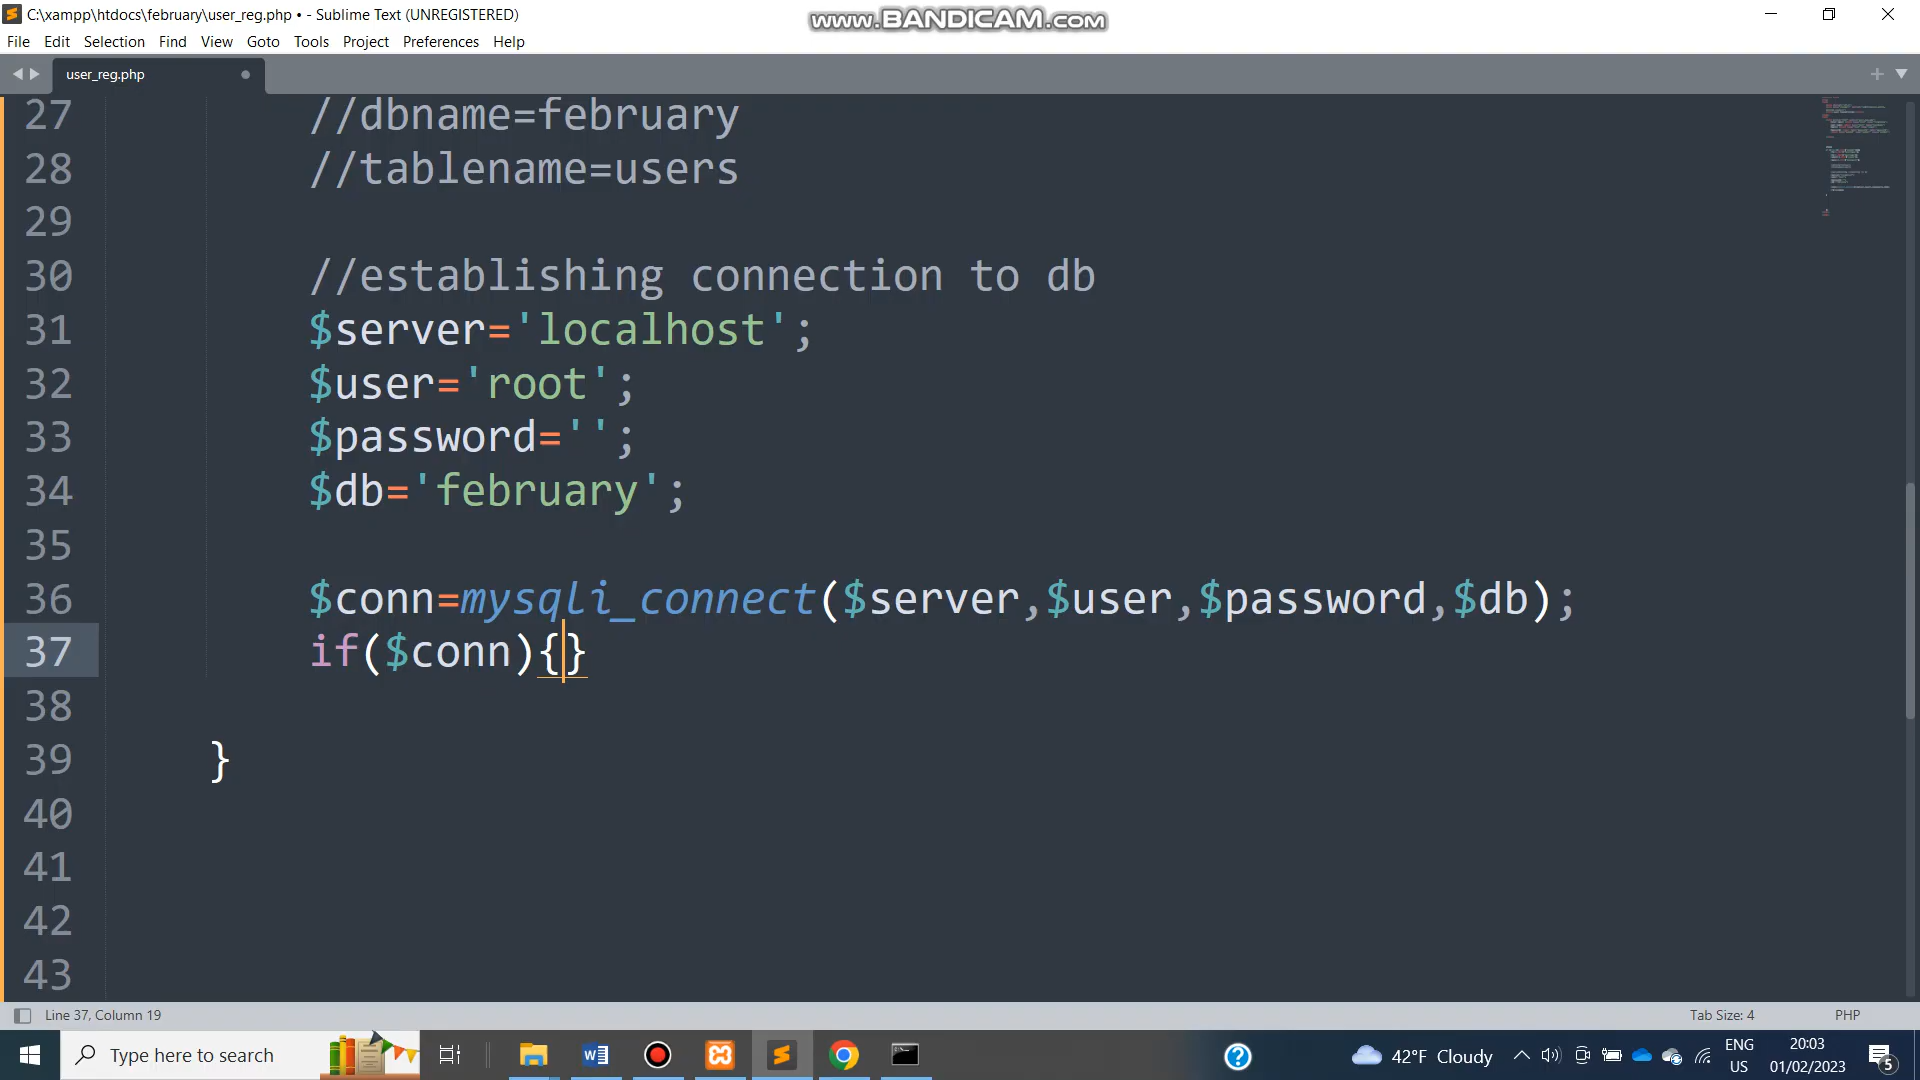 C:\xampp\htdocs\february\user_reg.php • - Sublime Text (UNREGISTERED)
www.BANDICAM.com
File Edit Selection Find View Goto Tools Project Preferences Help
user_reg.php
27 //dbname=february
28 //tablename=users
29
30 //establishing connection to db
31 $server='localhost';
32 $user='root';
33 $password='';
34 $db='february';
35
36 $conn=mysqli_connect($server,$user,$password,$db);
37 if($conn){}
38
39 }
40
41
42
43
Line 37, Column 19
Tab Size: 4
PHP
Type here to search
42°F Cloudy
ENG
US
20:03
01/02/2023
5